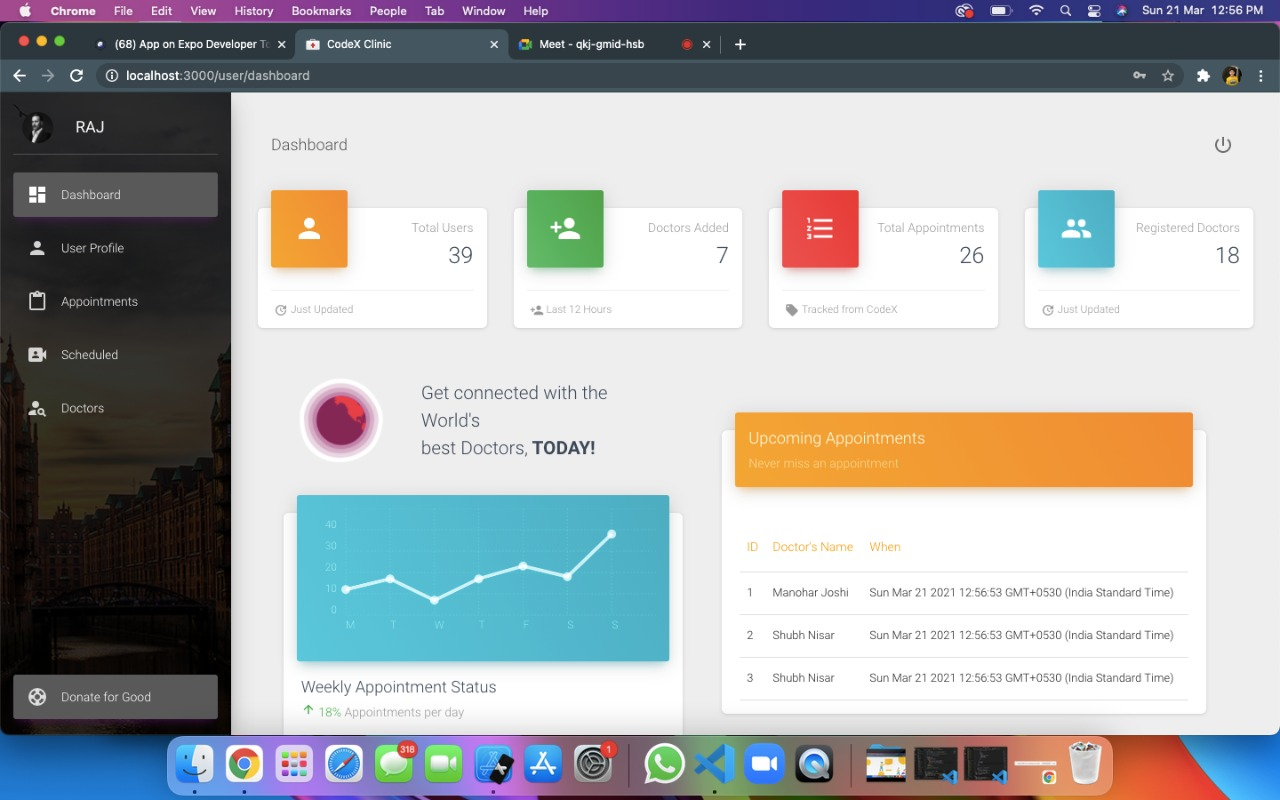 Chrome File Edit View History Bookmarks People Tab Window Help Sun 21 Mar 12:56 PM
(68) App on Expo Developer To CodeX Clinic Meet - qkj-gmid-hsb
localhost:3000/user/dashboard
RAJ
Dashboard
User Profile
Appointments
Scheduled
Doctors
Donate for Good
Dashboard
Total Users
39
Just Updated
Doctors Added
7
Last 12 Hours
1
2
3
Total Appointments
26
Tracked from CodeX
Registered Doctors
18
Just Updated
Get connected with the
World's
best Doctors, TODAY!
40
30
20
10
0
M T W T F S S
Weekly Appointment Status
18% Appointments per day
Upcoming Appointments
Never miss an appointment
ID Doctor's Name When
1 Manohar Joshi Sun Mar 21 2021 12:56:53 GMT+0530 (India Standard Time)
2 Shubh Nisar Sun Mar 21 2021 12:56:53 GMT+0530 (India Standard Time)
3 Shubh Nisar Sun Mar 21 2021 12:56:53 GMT+0530 (India Standard Time)
318
1